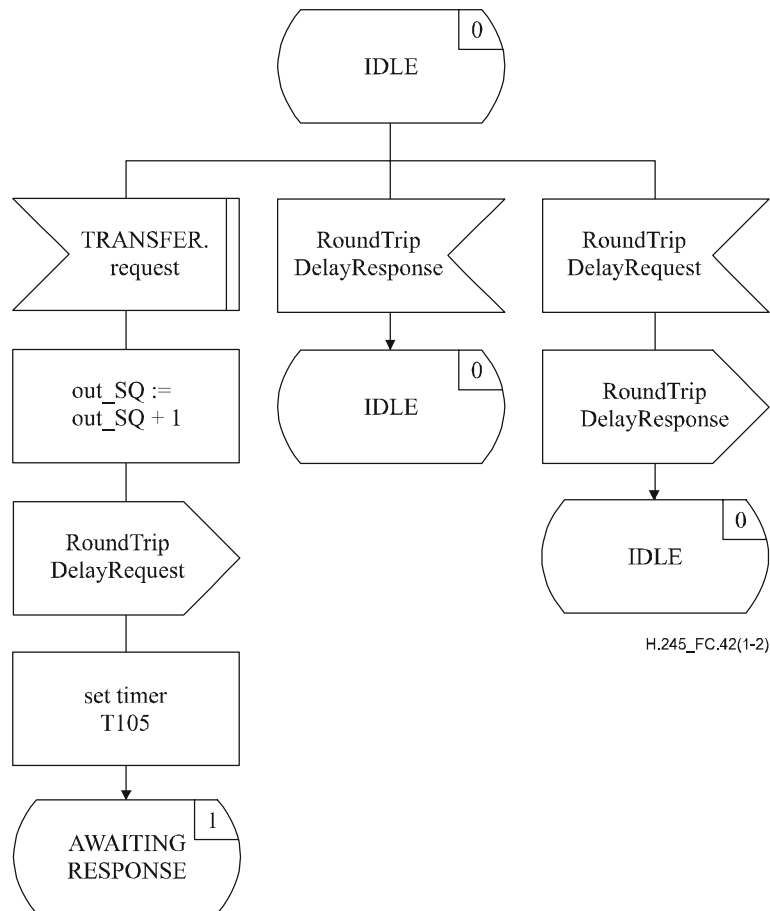 0
IDLE
TRANSFER.
request
RoundTrip
DelayResponse
RoundTrip
DelayRequest
out_SQ :=
out_SQ + 1
0
IDLE
RoundTrip
DelayResponse
RoundTrip
DelayRequest
0
IDLE
H.245_FC.42(1-2)
set timer
T105
1
AWAITING
RESPONSE